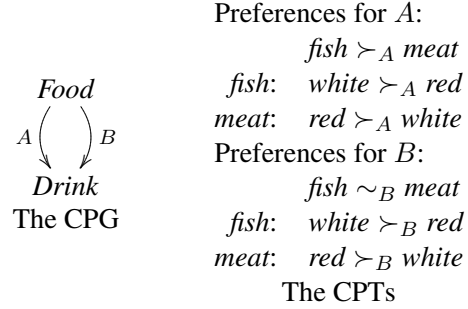 Food
A B
Drink
The CPG
Preferences for A:
fish ≻A meat
fish: white ≻A red
meat: red ≻A white
Preferences for B:
fish ∼B meat
fish: white ≻B red
meat: red ≻B white
The CPTs